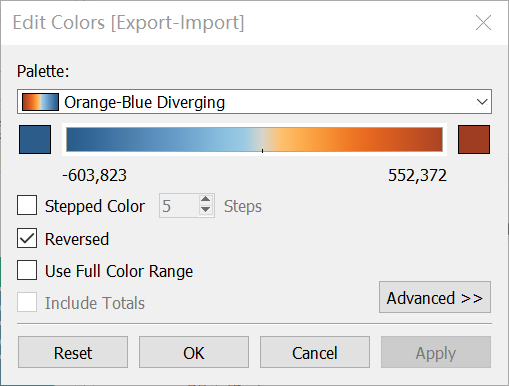 Edit Colors [Export-Import]
Palette:
Orange-Blue Diverging
-603,823 552,372
Stepped Color 5 Steps
Reversed
Use Full Color Range
Include Totals
Advanced >>
Reset OK Cancel Apply